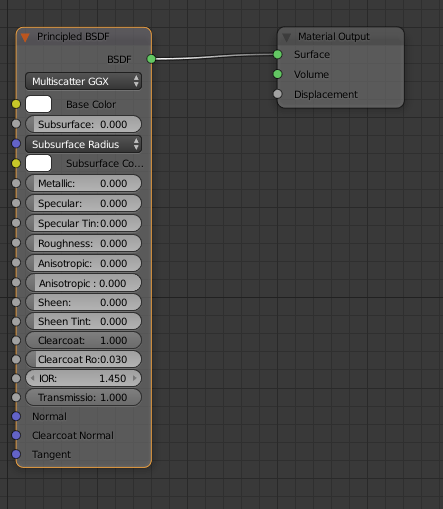 Principled BSDF
BSDF
Multiscatter GGX
Base Color
Subsurface: 0.000
Subsurface Radius
Subsurface Co...
Metallic: 0.000
Specular: 0.000
Specular Tin:0.000
Roughness: 0.000
Anisotropic: 0.000
Anisotropic : 0.000
Sheen: 0.000
Sheen Tint: 0.000
Clearcoat: 1.000
Clearcoat Ro:0.030
IOR: 1.450
Transmissio: 1.000
Normal
Clearcoat Normal
Tangent
Material Output
Surface
Volume
Displacement